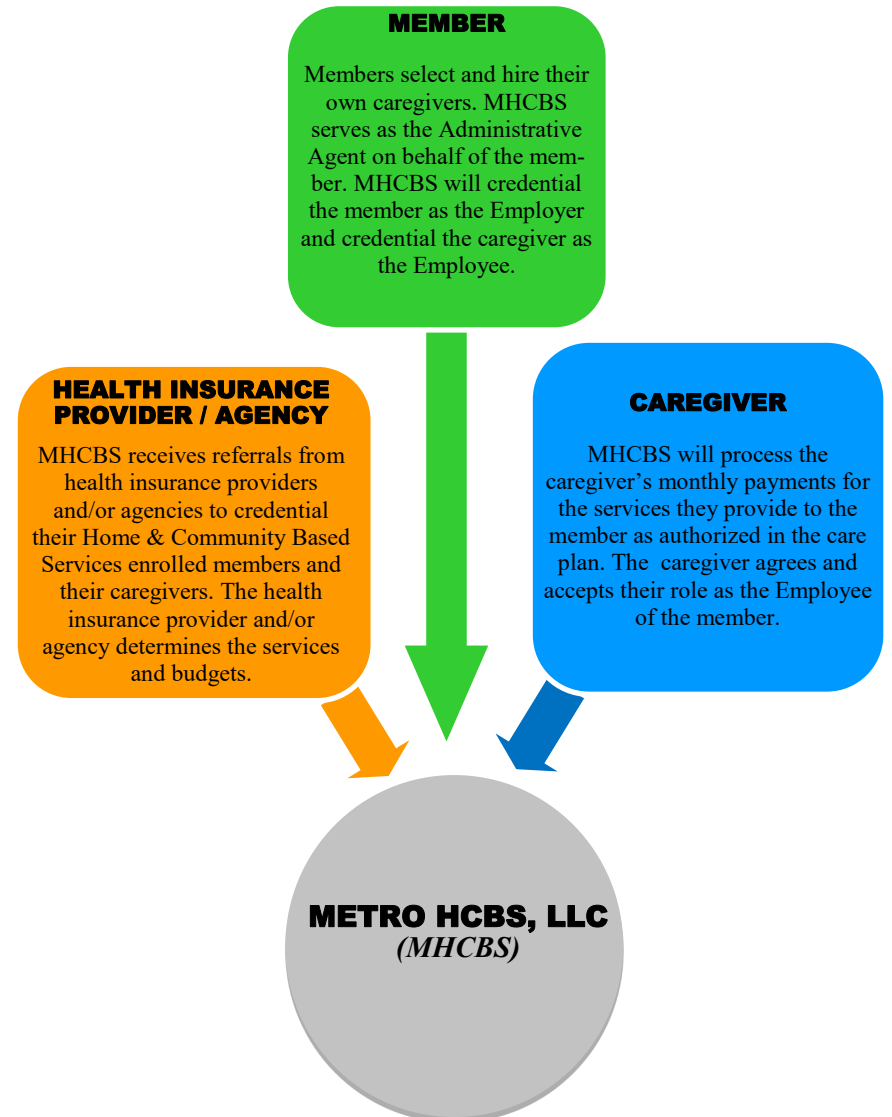 MEMBER
Members select and hire their
own caregivers. MHCBS
serves as the Administrative
Agent on behalf of the mem-
ber. MHCBS will credential
the member as the Employer
and credential the caregiver as
the Employee.
HEALTH INSURANCE
PROVIDER / AGENCY
MHCBS receives referrals from
health insurance providers
and/or agencies to credential
their Home & Community Based
Services enrolled members and
their caregivers. The health
insurance provider and/or
agency determines the services
and budgets.
CAREGIVER
MHCBS will process the
caregiver’s monthly payments for
the services they provide to the
member as authorized in the care
plan. The caregiver agrees and
accepts their role as the Employee
of the member.
METRO HCBS, LLC
(MHCBS)